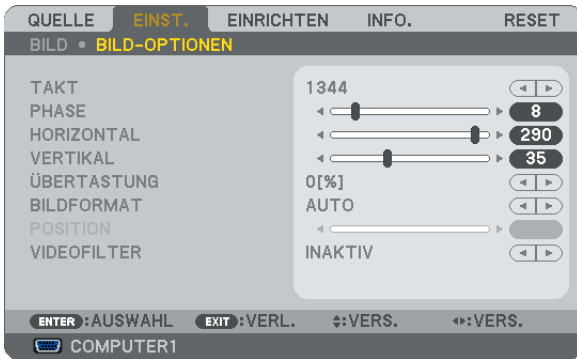 QUELLE EINST. EINRICHTEN INFO. RESET
BILD • BILD-OPTIONEN
TAKT 1344
PHASE 8
HORIZONTAL 290
VERTIKAL 35
ÜBERTASTUNG 0[%]
BILDFORMAT AUTO
POSITION
VIDEOFILTER INAKTIV
ENTER :AUSWAHL EXIT :VERL. :VERS. :VERS.
COMPUTER1